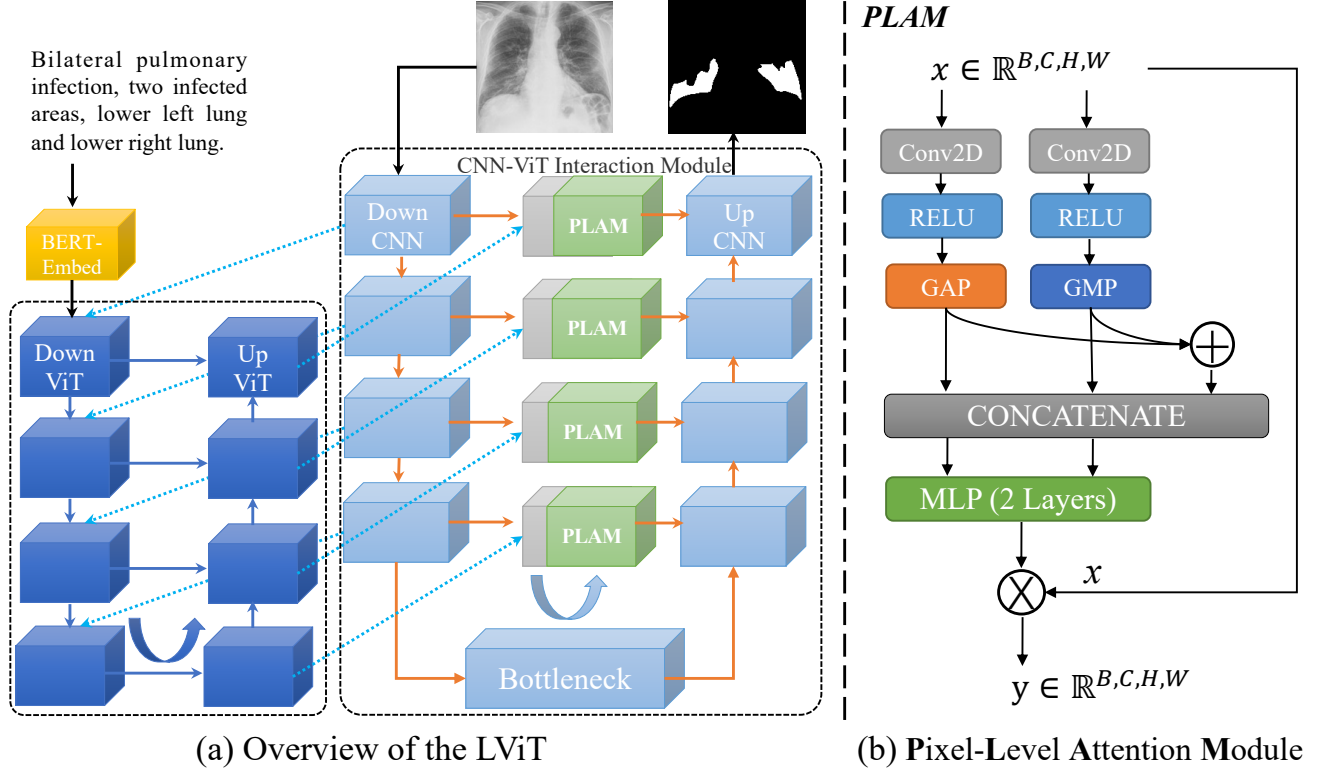 Bilateral pulmonary
infection, two infected
areas, lower left lung
and lower right lung.
BERT-
Embed
Down
ViT
Up
ViT
CNN-ViT Interaction Module
Down
CNN
PLAM
Up
CNN
PLAM
PLAM
PLAM
Bottleneck
(a) Overview of the LViT
PLAM
x ∈ ℝ^{B,C,H,W}
Conv2D
Conv2D
RELU
RELU
GAP
GMP
CONCATENATE
MLP (2 Layers)
x
y ∈ ℝ^{B,C,H,W}
(b) Pixel-Level Attention Module